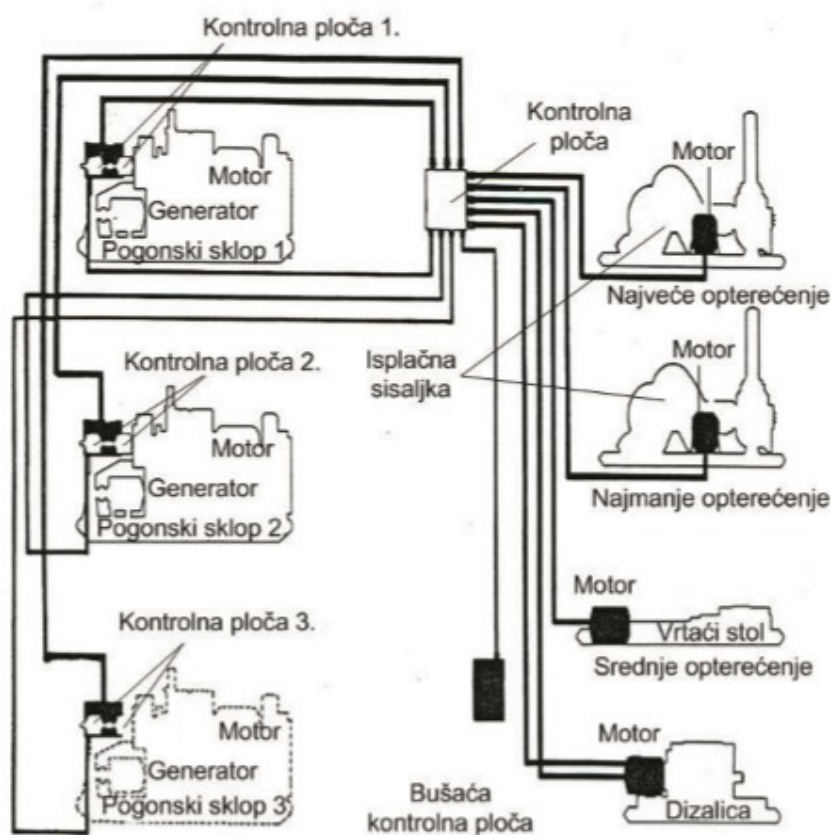 Kontrolna ploča 1.
Kontrolna
ploča
Motor
Motor
Generator
Pogonski sklop 1.
Najveće opterećenje
Kontrolna ploča 2.
Isplačna
sisaljka
Motor
Motor
Generator
Pogonski sklop 2.
Najmanje opterećenje
Motor
Vrtaći stol
Srednje opterećenje
Kontrolna ploča 3.
Motor
Motor
Generator
Pogonski sklop 3.
Bušaća
kontrolna ploča
Dizalica